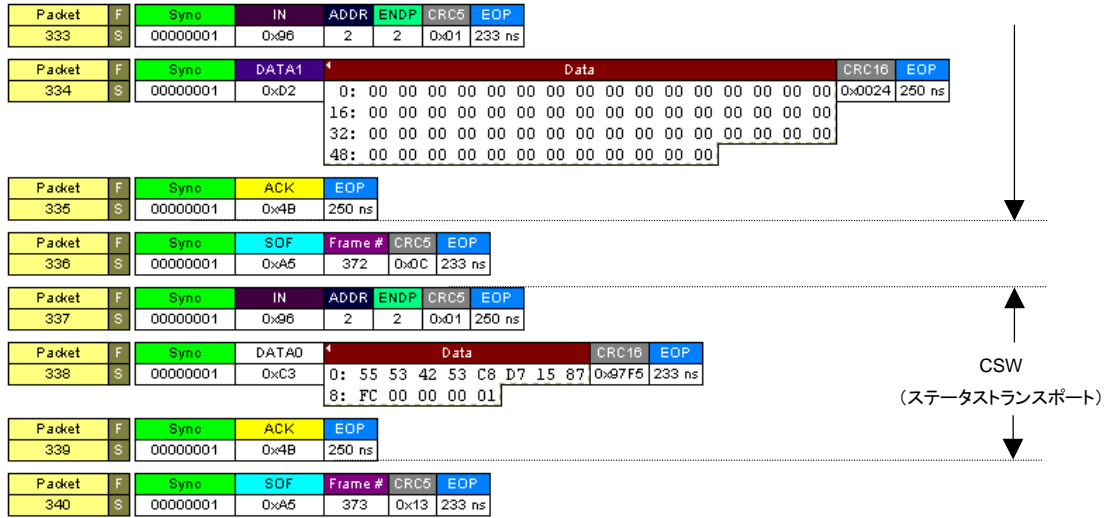 Packet F Sync IN ADDR ENDP CRC5 EOP
333 S 00000001 0x96 2 2 0x01 233 ns
Packet F Sync DATA1 Data CRC16 EOP
334 S 00000001 0xD2 0: 00 00 00 00 00 00 00 00 00 00 00 00 00 00 00 00 0x0024 250 ns
16: 00 00 00 00 00 00 00 00 00 00 00 00 00 00 00 00
32: 00 00 00 00 00 00 00 00 00 00 00 00 00 00 00 00
48: 00 00 00 00 00 00 00 00 00 00 00 00
Packet F Sync ACK EOP
335 S 00000001 0x4B 250 ns
Packet F Sync SOF Frame # CRC5 EOP
336 S 00000001 0xA5 372 0x0C 233 ns
Packet F Sync IN ADDR ENDP CRC5 EOP
337 S 00000001 0x96 2 2 0x01 250 ns
Packet F Sync DATA0 Data CRC16 EOP
338 S 00000001 0xC3 0: 55 53 42 53 C8 D7 15 87 0x97F5 233 ns
8: FC 00 00 00 01
CSW
(ステータストランスポート)
Packet F Sync ACK EOP
339 S 00000001 0x4B 250 ns
Packet F Sync SOF Frame # CRC5 EOP
340 S 00000001 0xA5 373 0x13 233 ns